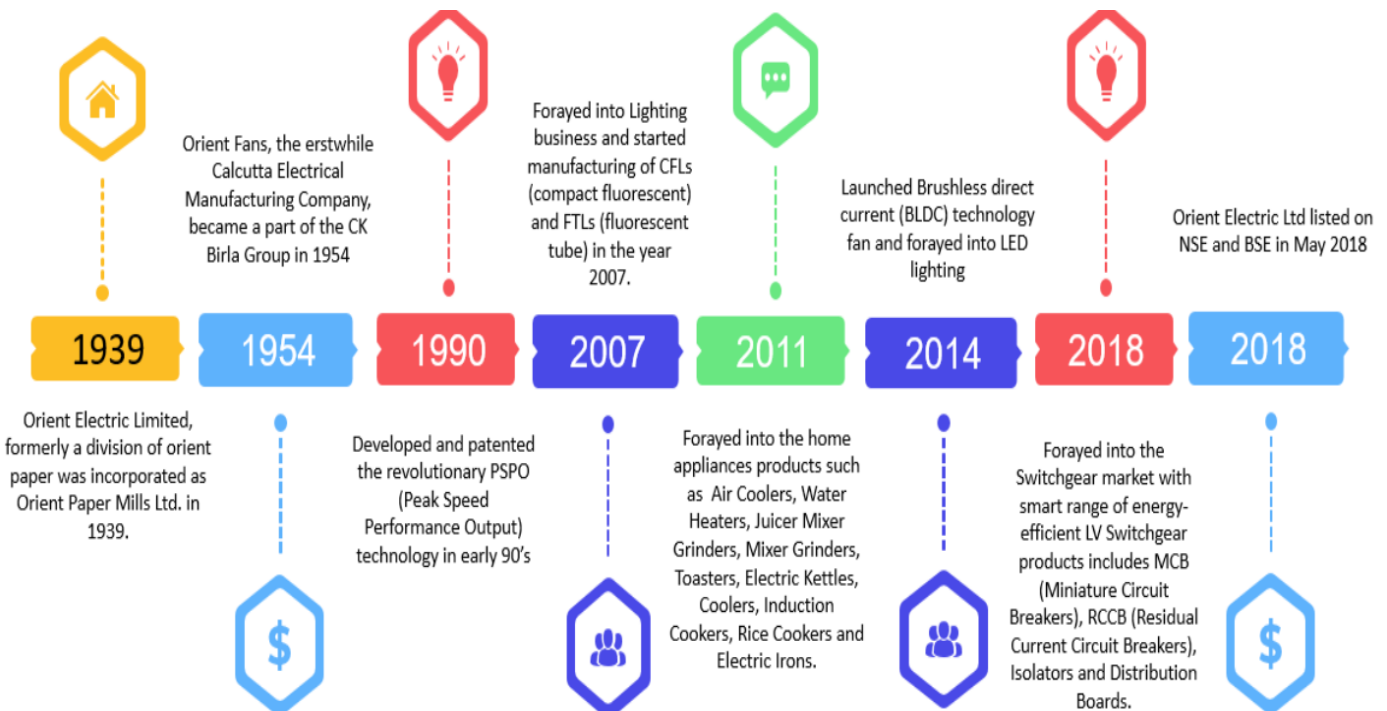 Orient Fans, the erstwhile
Calcutta Electrical
Manufacturing Company,
became a part of the CK
Birla Group in 1954
Forayed into Lighting
business and started
manufacturing of CFLs
(compact fluorescent)
and FTLs (fluorescent
tube) in the year
2007.
Launched Brushless direct
current (BLDC) technology
fan and forayed into LED
lighting
Orient Electric Ltd listed on
NSE and BSE in May 2018
1939
1954
1990
2007
2011
2014
2018
2018
Orient Electric Limited,
formerly a division of orient
paper was incorporated as
Orient Paper Mills Ltd. in
1939.
Developed and patented
the revolutionary PSPO
(Peak Speed
Performance Output)
technology in early 90's
Forayed into the home
appliances products such
as Air Coolers, Water
Heaters, Juicer Mixer
Grinders, Mixer Grinders,
Toasters, Electric Kettles,
Coolers, Induction
Cookers, Rice Cookers and
Electric Irons.
Forayed into the
Switchgear market with
smart range of energy-
efficient LV Switchgear
products includes MCB
(Miniature Circuit
Breakers), RCCB (Residual
Current Circuit Breakers),
Isolators and Distribution
Boards.
$
$